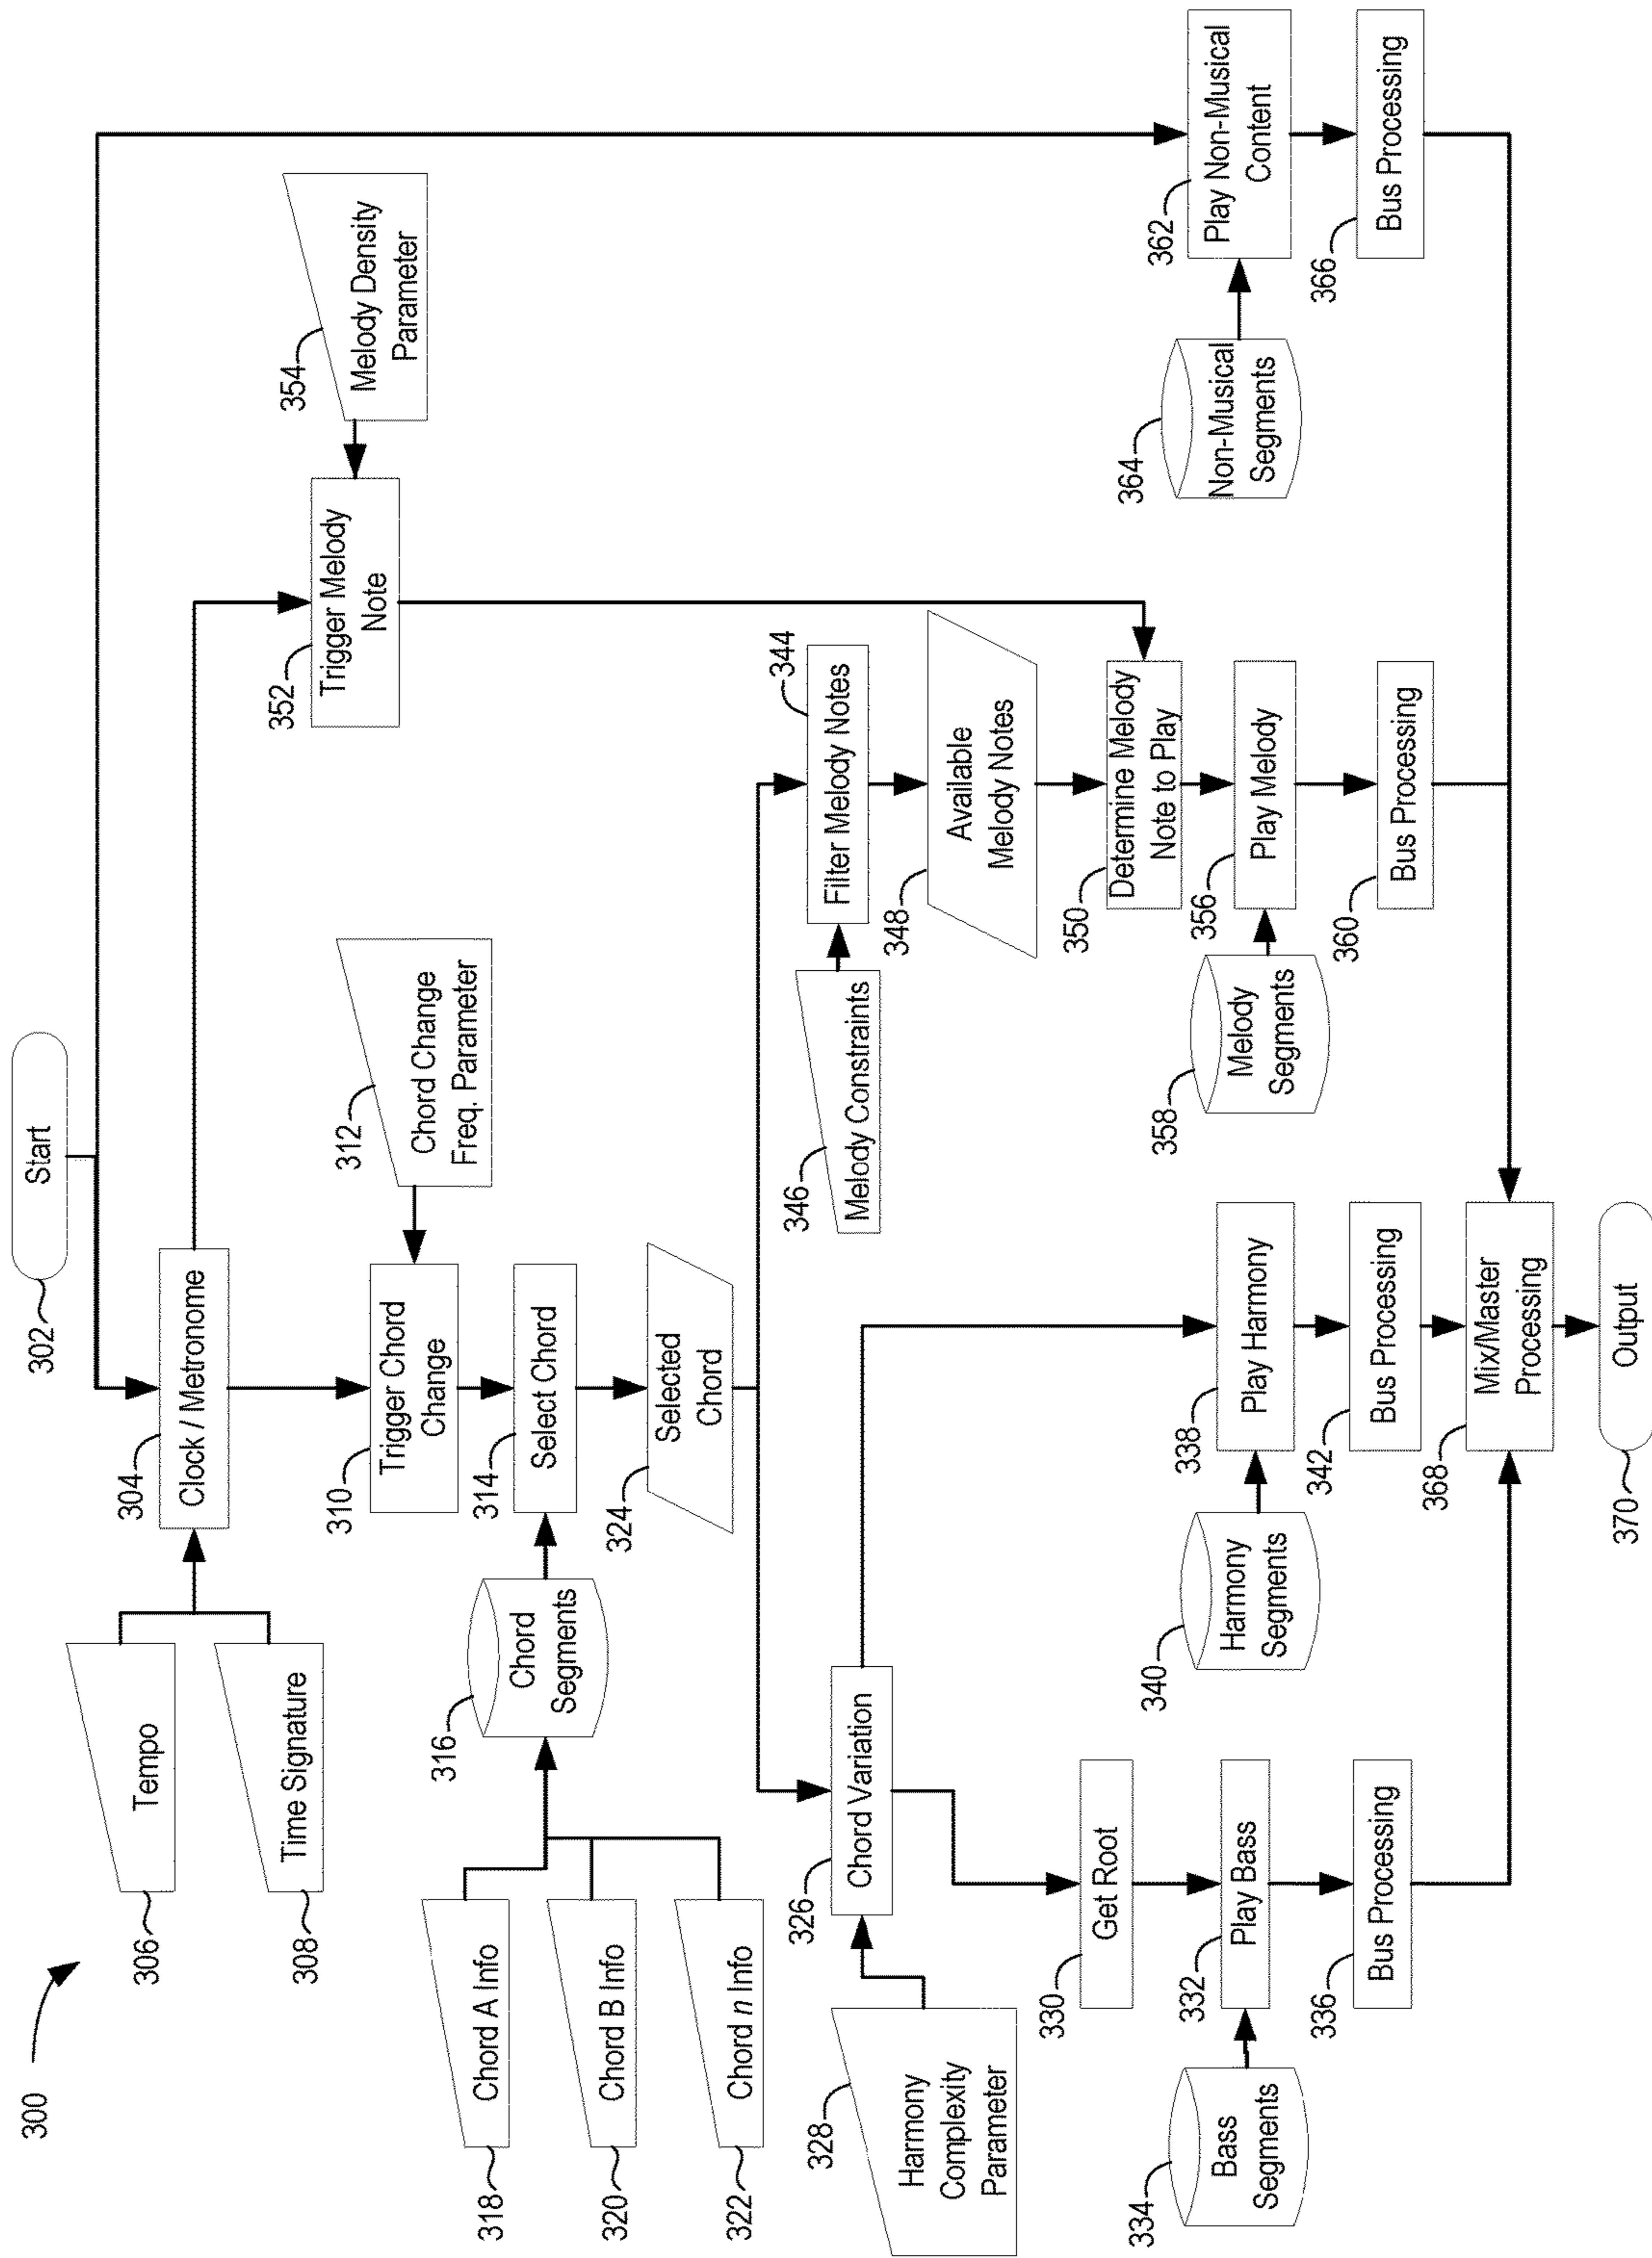 300
302
Start
304
Clock / Metronome
306
Tempo
308
Time Signature
310
Trigger Chord
Change
312
Chord Change
Freq. Parameter
352
Trigger Melody
Note
354
Melody Density
Parameter
314
Select Chord
316
Chord
Segments
318
Chord A Info
320
Chord B Info
322
Chord n Info
324
Selected
Chord
326
Chord Variation
328
Harmony
Complexity
Parameter
344
Filter Melody Notes
346
Melody Constraints
348
Available
Melody Notes
350
Determine Melody
Note to Play
330
Get Root
332
Play Bass
334
Bass
Segments
336
Bus Processing
338
Play Harmony
340
Harmony
Segments
342
Bus Processing
356
Play Melody
358
Melody
Segments
360
Bus Processing
362
Play Non-Musical
Content
364
Non-Musical
Segments
366
Bus Processing
368
Mix/Master
Processing
370
Output